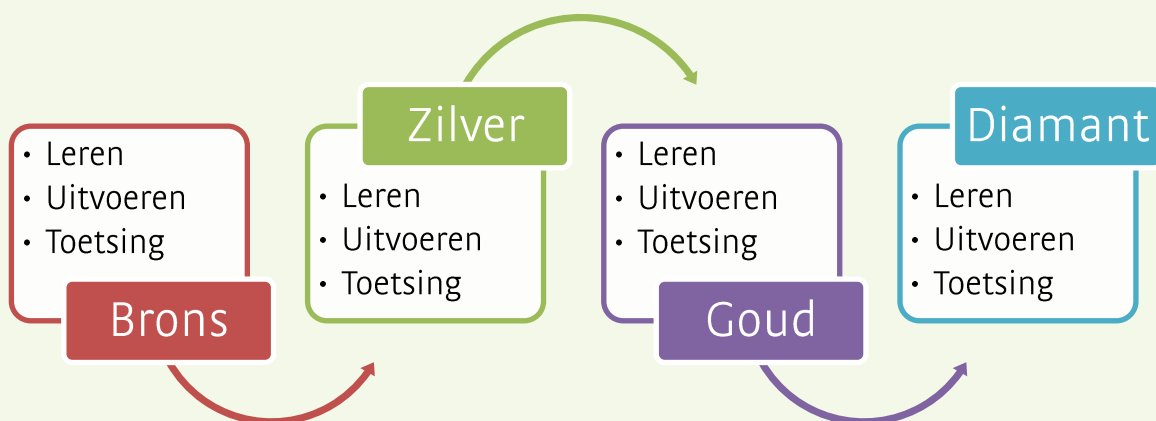 • Leren
• Uitvoeren
• Toetsing
Brons
Zilver
• Leren
• Uitvoeren
• Toetsing
• Leren
• Uitvoeren
• Toetsing
Goud
Diamant
• Leren
• Uitvoeren
• Toetsing